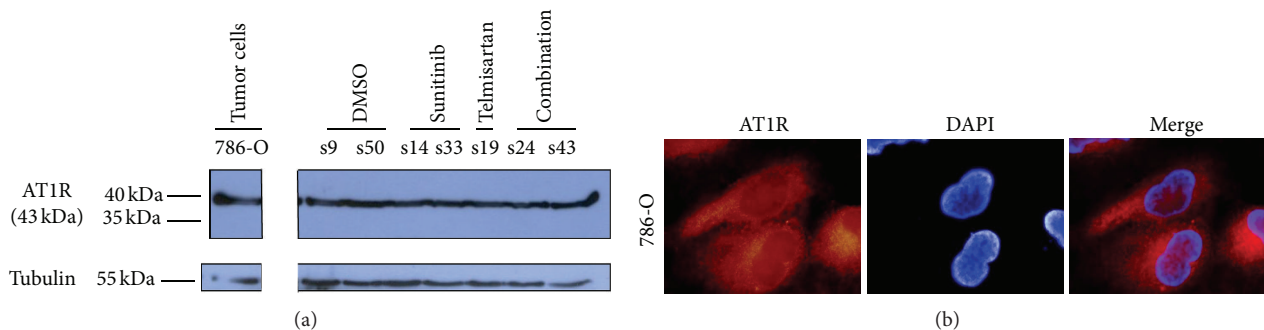 Tumor cells
DMSO
Sunitinib
Telmisartan
Combination
786-O
s9 s50 s14 s33 s19 s24 s43
AT1R
(43 kDa)
40 kDa
35 kDa
Tubulin 55 kDa
(a)
AT1R DAPI Merge
786-O
(b)